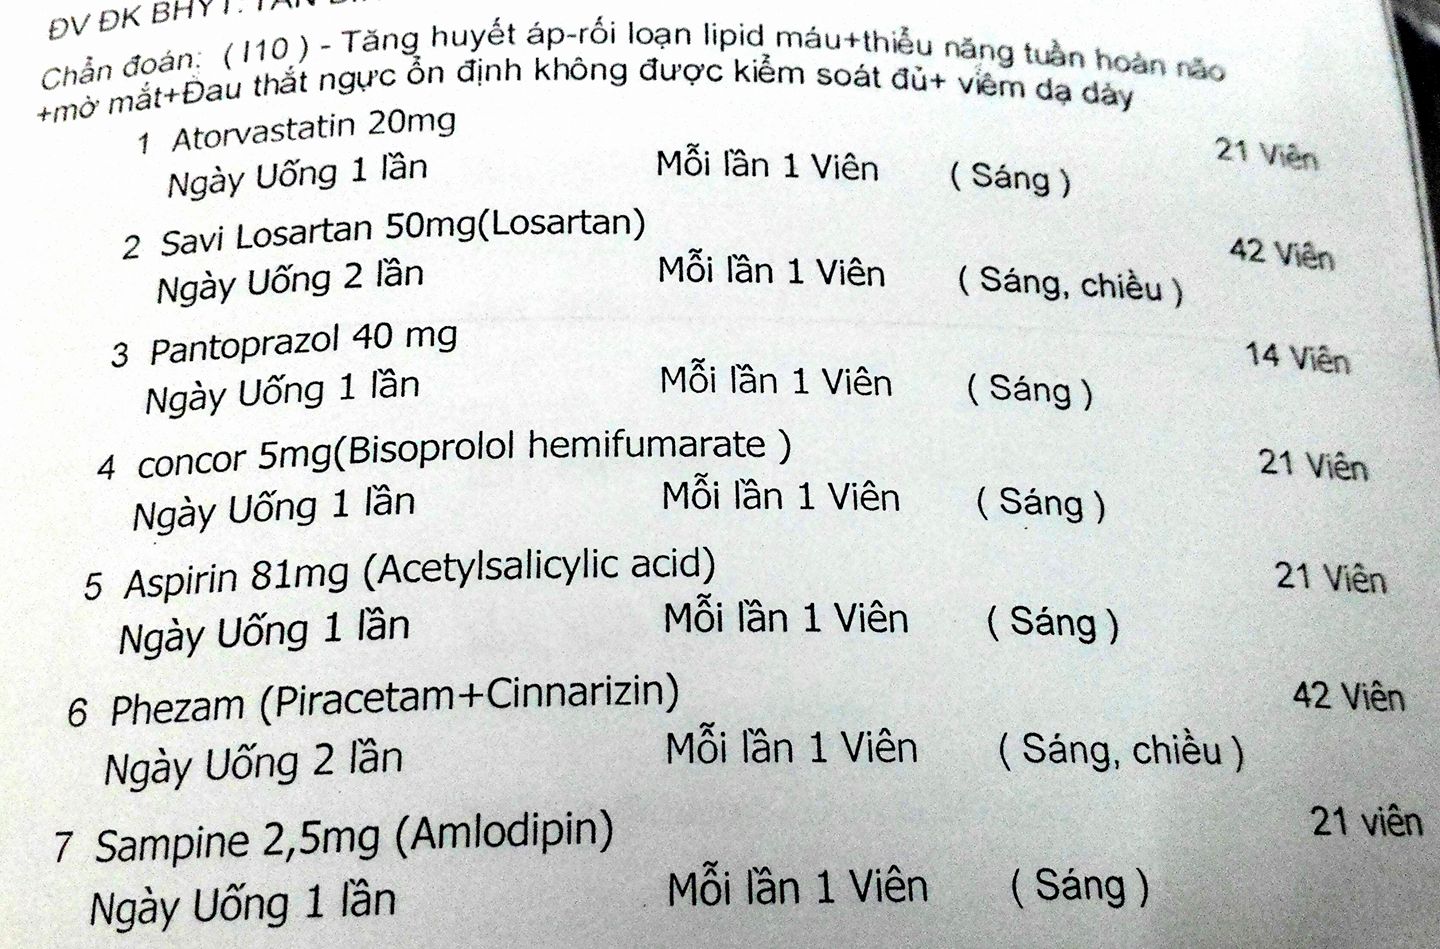 ĐV ĐK BHYT:
Chẩn đoán: ( I10 ) - Tăng huyết áp-rối loạn lipid máu+thiểu năng tuần hoàn não
+mờ mắt+Đau thắt ngực ổn định không được kiểm soát đủ+ viêm dạ dày
1 Atorvastatin 20mg 21 Viên
Ngày Uống 1 lần Mỗi lần 1 Viên ( Sáng )
2 Savi Losartan 50mg(Losartan) 42 Viên
Ngày Uống 2 lần Mỗi lần 1 Viên ( Sáng, chiều )
3 Pantoprazol 40 mg 14 Viên
Ngày Uống 1 lần Mỗi lần 1 Viên ( Sáng )
4 concor 5mg(Bisoprolol hemifumarate ) 21 Viên
Ngày Uống 1 lần Mỗi lần 1 Viên ( Sáng )
5 Aspirin 81mg (Acetylsalicylic acid) 21 Viên
Ngày Uống 1 lần Mỗi lần 1 Viên ( Sáng )
6 Phezam (Piracetam+Cinnarizin) 42 Viên
Ngày Uống 2 lần Mỗi lần 1 Viên ( Sáng, chiều )
7 Sampine 2,5mg (Amlodipin) 21 viên
Ngày Uống 1 lần Mỗi lần 1 Viên ( Sáng )